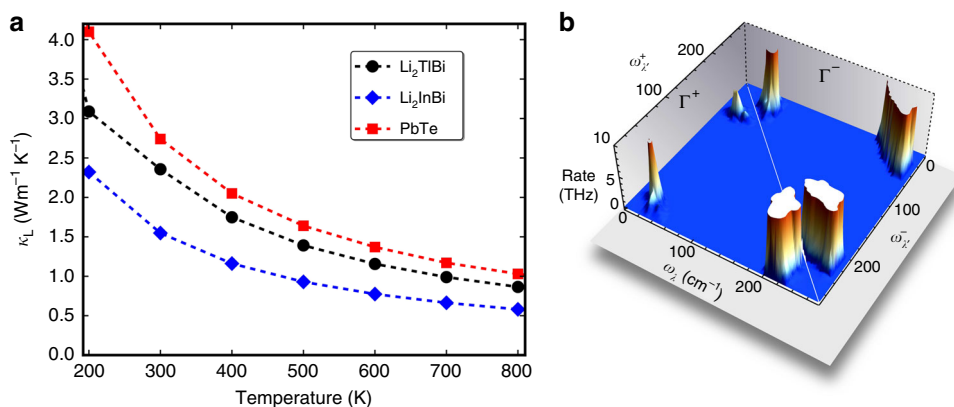 a
4.0
3.5
3.0
2.5
2.0
1.5
1.0
0.5
0.0
κL (Wm−1 K−1)
Li2TlBi
Li2InBi
PbTe
200 300 400 500 600 700 800
Temperature (K)
b
ω+λ′
200
100
Γ+
Γ−
10
5
0
Rate
(THz)
0
100
200
ωλ (cm−1)
0
100
200
ω−λ′